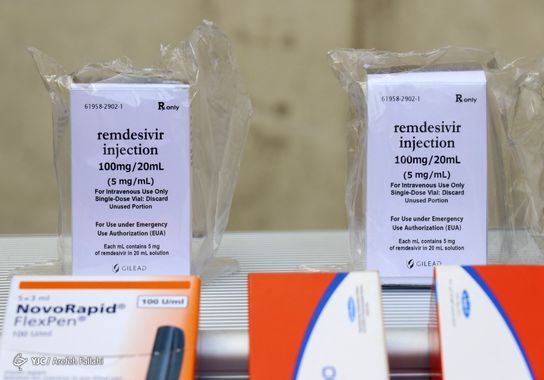 61958-2902-1
Rx only
remdesivir
injection
100mg/20mL
(5 mg/mL)
For Intravenous Use Only
Single-Dose Vial: Discard
Unused Portion
For Use under Emergency
Use Authorization (EUA)
Each mL contains 5 mg
of remdesivir in 20 mL solution
GILEAD
61958-2902-1
Rx only
remdesivir
injection
100mg/20mL
(5 mg/mL)
For Intravenous Use Only
Single-Dose Vial: Discard
Unused Portion
For Use under Emergency
Use Authorization (EUA)
Each mL contains 5 mg
of remdesivir in 20 mL solution
GILEAD
5 x 3 ml
100 U/ml
NovoRapid®
FlexPen®
100 U/ml
YJC / Arefeh Fallahi